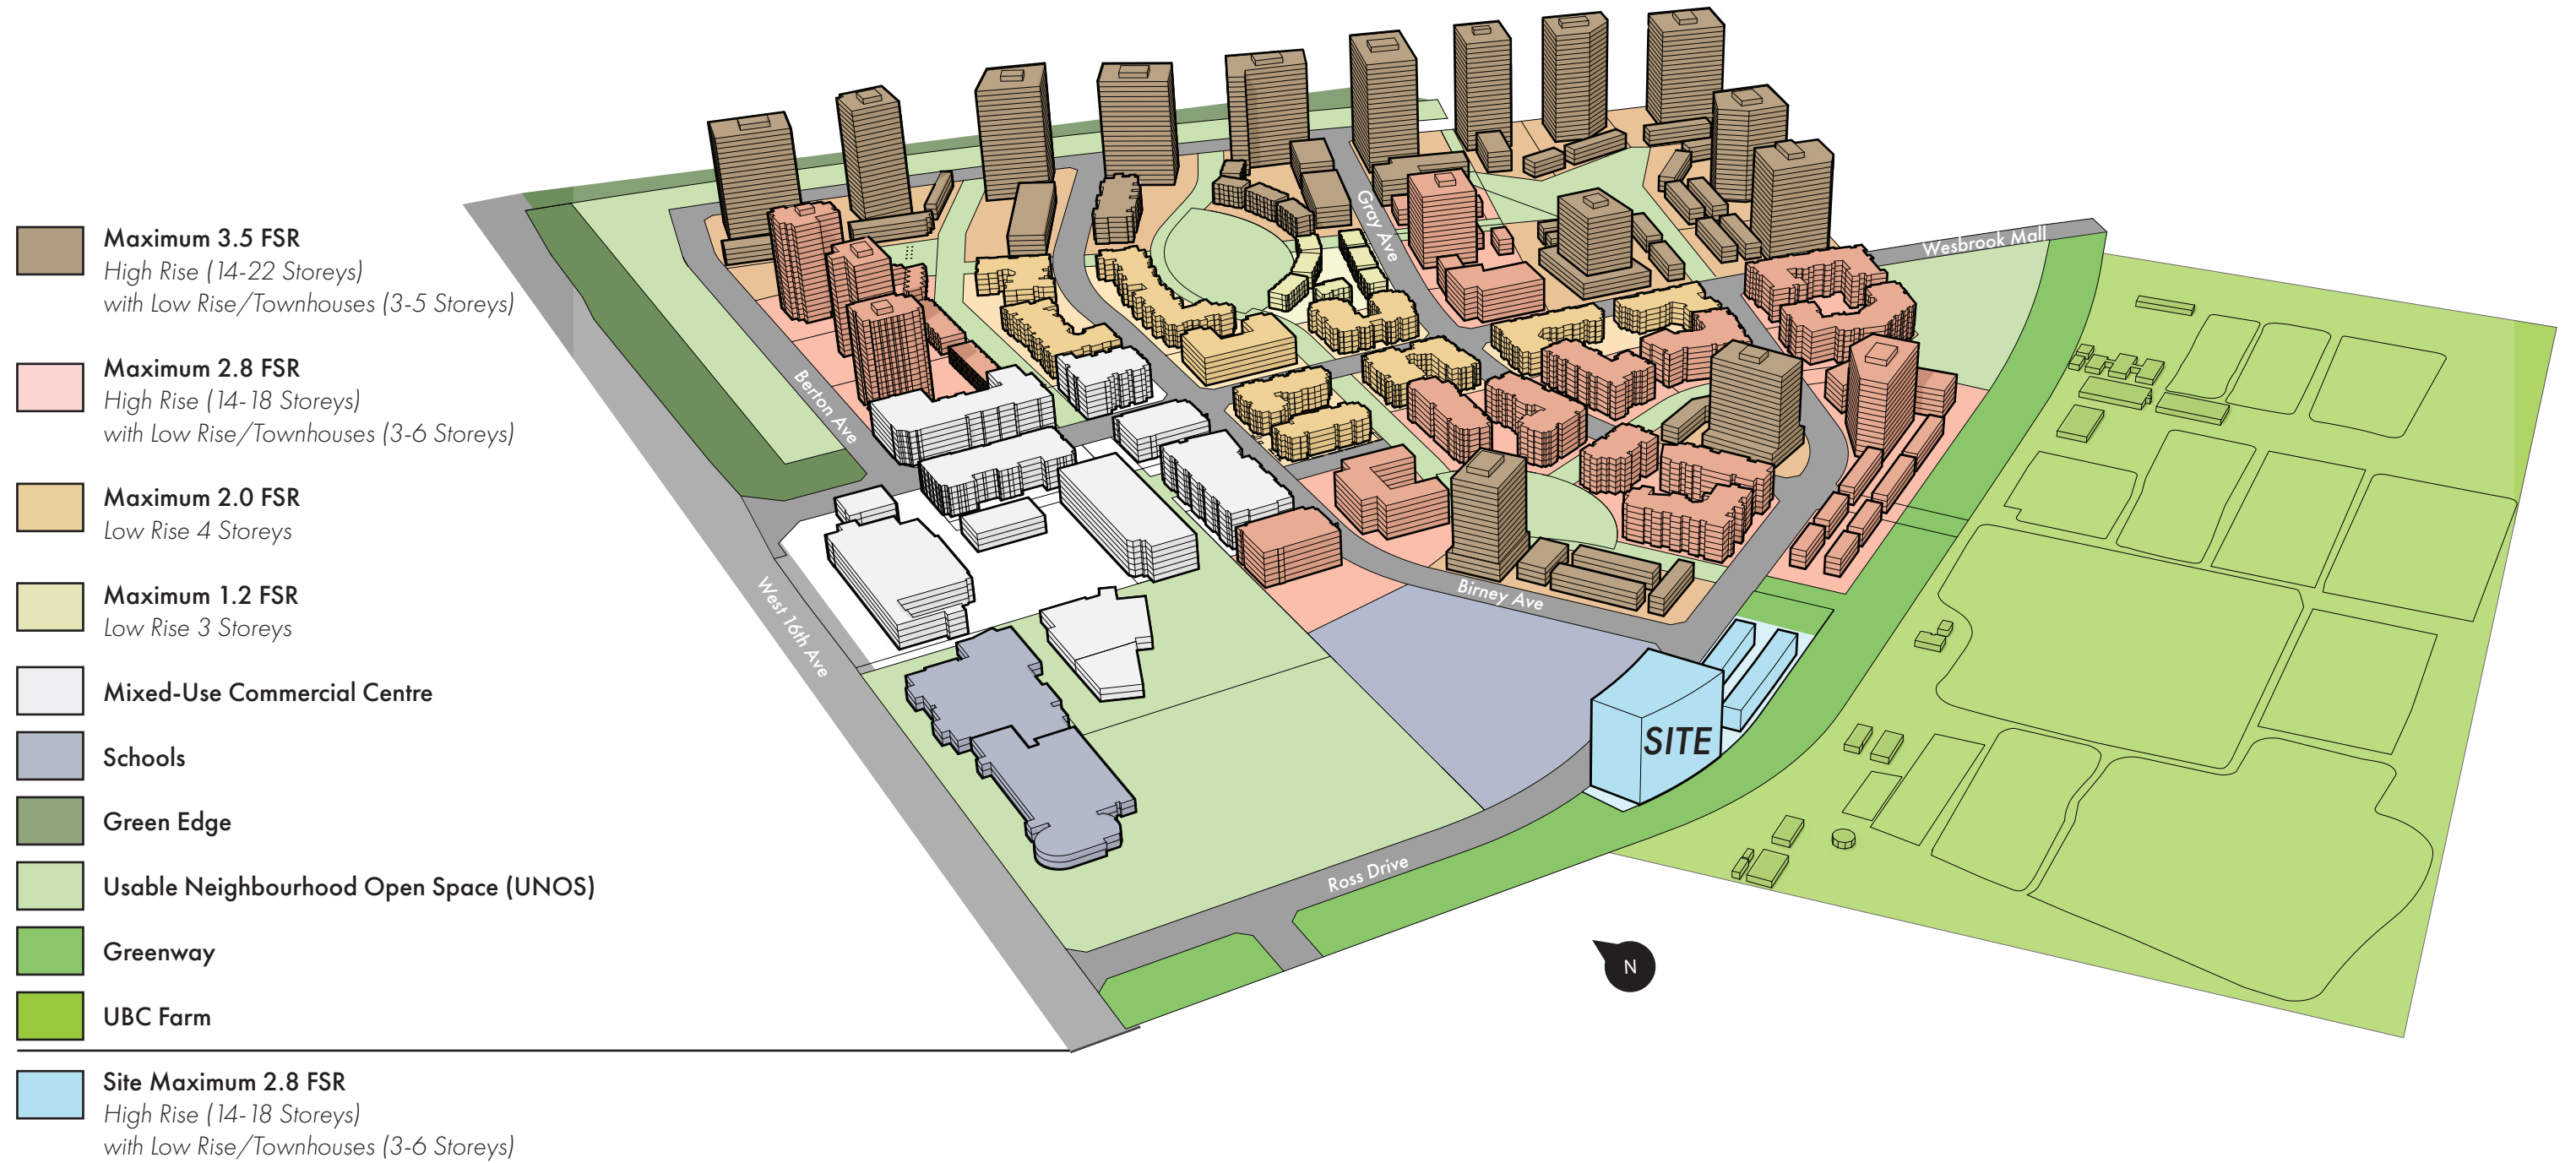 Maximum 3.5 FSR
High Rise (14-22 Storeys)
with Low Rise/Townhouses (3-5 Storeys)
Maximum 2.8 FSR
High Rise (14-18 Storeys)
with Low Rise/Townhouses (3-6 Storeys)
Maximum 2.0 FSR
Low Rise 4 Storeys
Maximum 1.2 FSR
Low Rise 3 Storeys
Mixed-Use Commercial Centre
Schools
Green Edge
Usable Neighbourhood Open Space (UNOS)
Greenway
UBC Farm
Site Maximum 2.8 FSR
High Rise (14-18 Storeys)
with Low Rise/Townhouses (3-6 Storeys)
Gray Ave
Wesbrook Mall
Berton Ave
West 16th Ave
Birney Ave
SITE
Ross Drive
N